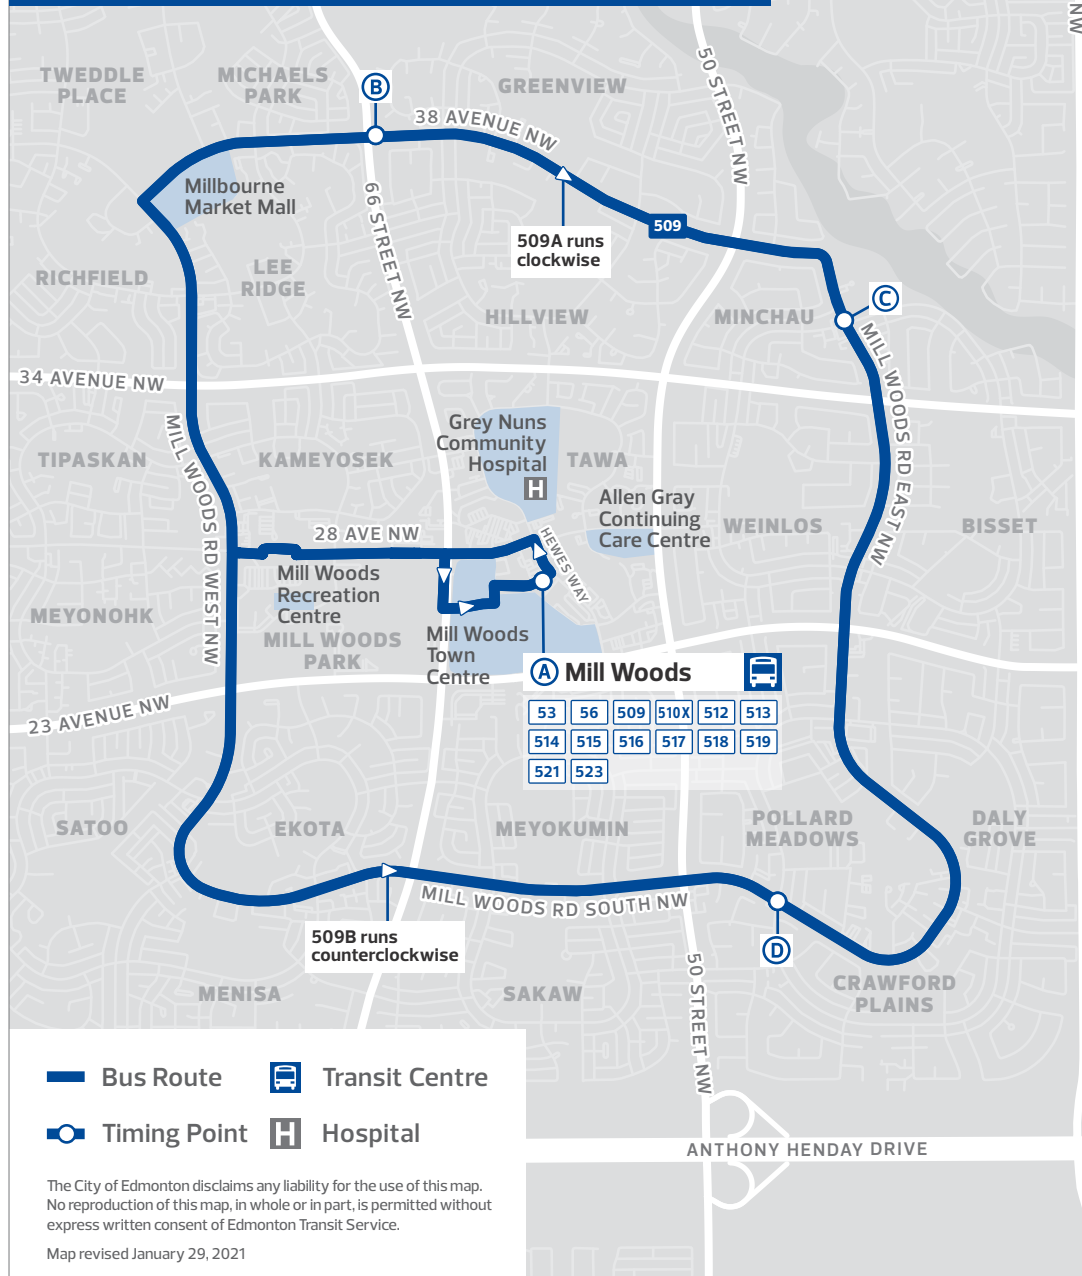 TWEDDLE
PLACE
MICHAELS
PARK
B
GREENVIEW
50 STREET NW
NW
38 AVENUE NW
Millbourne
Market Mall
66 STREET NW
509
509A runs
clockwise
RICHFIELD
LEE
RIDGE
C
HILLVIEW
MINCHAU
34 AVENUE NW
MILL WOODS RD EAST NW
Grey Nuns
Community
Hospital
H
TIPASKAN
KAMEYOSEK
TAWA
MILL WOODS RD WEST NW
Allen Gray
Continuing
Care Centre
WEINLOS
BISSET
28 AVE NW
HEWES WAY
Mill Woods
Recreation
Centre
MEYONOHK
MILL WOODS
PARK
Mill Woods
Town
Centre
A Mill Woods
53 56 509 510X 512 513
514 515 516 517 518 519
521 523
23 AVENUE NW
SATOO
EKOTA
MEYOKUMIN
POLLARD
MEADOWS
DALY
GROVE
MILL WOODS RD SOUTH NW
509B runs
counterclockwise
D
MENISA
SAKAW
50 STREET NW
CRAWFORD
PLAINS
Bus Route
Transit Centre
Timing Point
H Hospital
ANTHONY HENDAY DRIVE
The City of Edmonton disclaims any liability for the use of this map.
No reproduction of this map, in whole or in part, is permitted without
express written consent of Edmonton Transit Service.
Map revised January 29, 2021